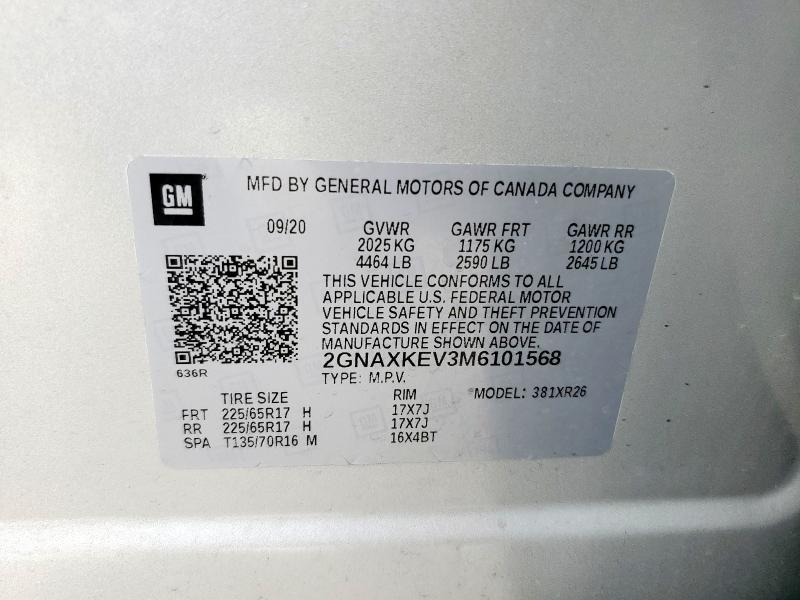 GM
MFD BY GENERAL MOTORS OF CANADA COMPANY
09/20 GVWR GAWR FRT GAWR RR
2025 KG 1175 KG 1200 KG
4464 LB 2590 LB 2645 LB
THIS VEHICLE CONFORMS TO ALL
APPLICABLE U.S. FEDERAL MOTOR
VEHICLE SAFETY AND THEFT PREVENTION
STANDARDS IN EFFECT ON THE DATE OF
MANUFACTURE SHOWN ABOVE.
2GNAXKEV3M6101568
636R
TYPE: M.P.V.
TIRE SIZE RIM *MODEL: 381XR26
FRT 225/65R17 H 17X7J
RR 225/65R17 H 17X7J
SPA T135/70R16 M 16X4BT